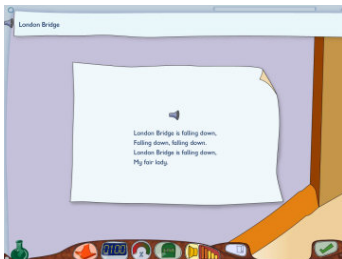 London Bridge
London Bridge is falling down,
Falling down, falling down.
London Bridge is falling down,
My fair lady.